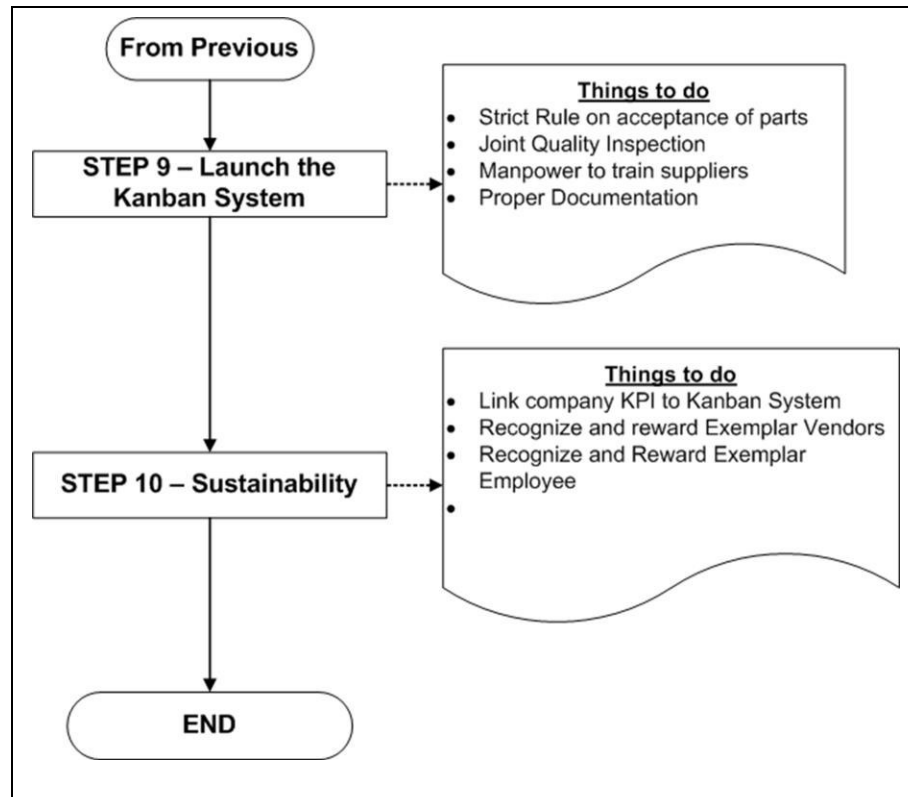 From Previous
Things to do
• Strict Rule on acceptance of parts
• Joint Quality Inspection
• Manpower to train suppliers
• Proper Documentation
STEP 9 – Launch the
Kanban System
Things to do
• Link company KPI to Kanban System
• Recognize and reward Exemplar Vendors
• Recognize and Reward Exemplar
Employee
•
STEP 10 – Sustainability
END